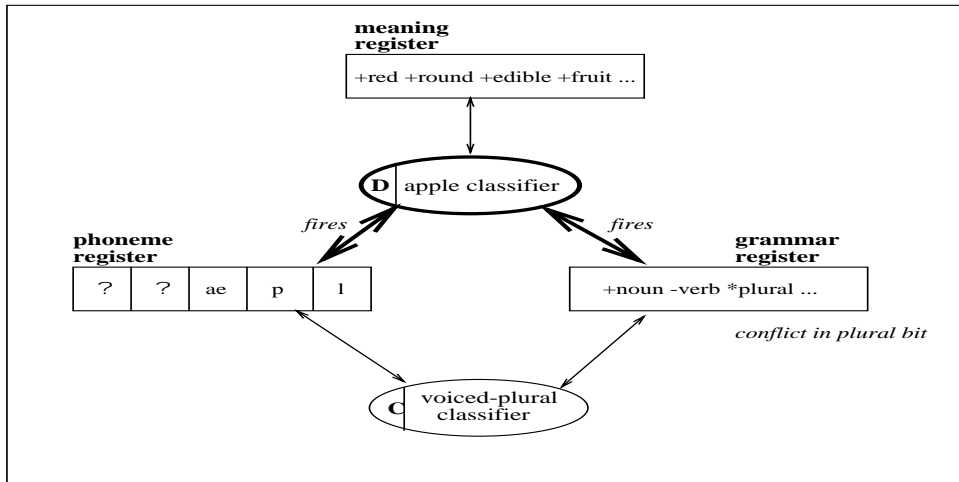 meaning
register
+red +round +edible +fruit ...
D apple classifier
fires
fires
phoneme
register
grammar
register
? ? ae p l
+noun -verb *plural ...
conflict in plural bit
C voiced-plural
classifier